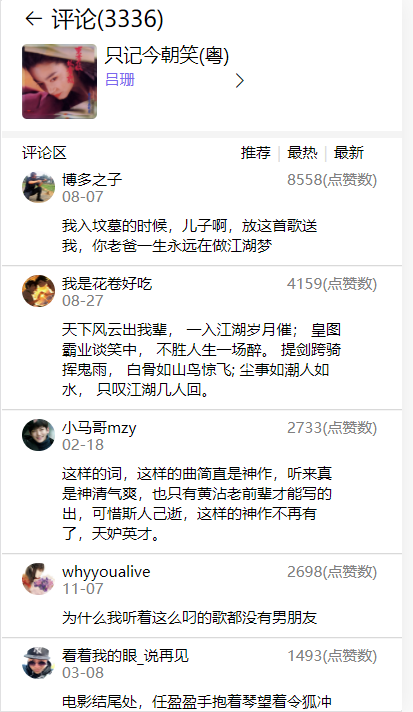 ← 评论(3336)
只记今朝笑(粤)
吕珊
评论区 推荐 | 最热 | 最新
博多之子 8558(点赞数)
08-07
我入坟墓的时候，儿子啊，放这首歌送
我，你老爸一生永远在做江湖梦
我是花卷好吃 4159(点赞数)
08-27
天下风云出我辈， 一入江湖岁月催； 皇图
霸业谈笑中， 不胜人生一场醉。 提剑跨骑
挥鬼雨， 白骨如山鸟惊飞; 尘事如潮人如
水， 只叹江湖几人回。
小马哥mzy 2733(点赞数)
02-18
这样的词，这样的曲简直是神作，听来真
是神清气爽，也只有黄沾老前辈才能写的
出，可惜斯人己逝，这样的神作不再有
了，天妒英才。
whyyoualive 2698(点赞数)
11-07
为什么我听着这么叼的歌都没有男朋友
看着我的眼_说再见 1493(点赞数)
03-08
电影结尾处，任盈盈手抱着琴望着令狐冲